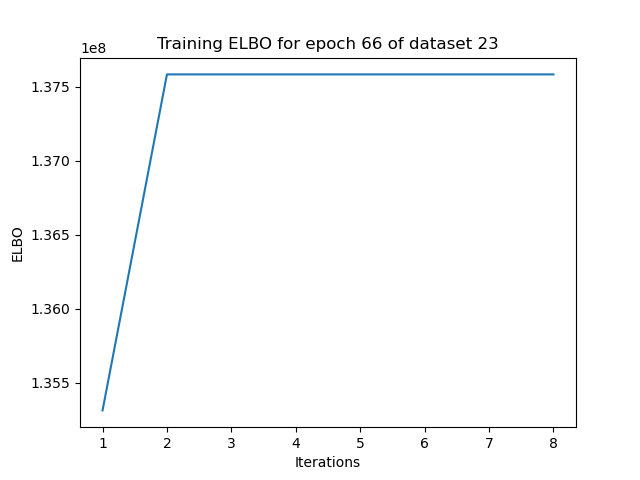 Training ELBO for epoch 66 of dataset 23
1e8
1.375
1.370
1.365
1.360
1.355
ELBO
1 2 3 4 5 6 7 8
Iterations